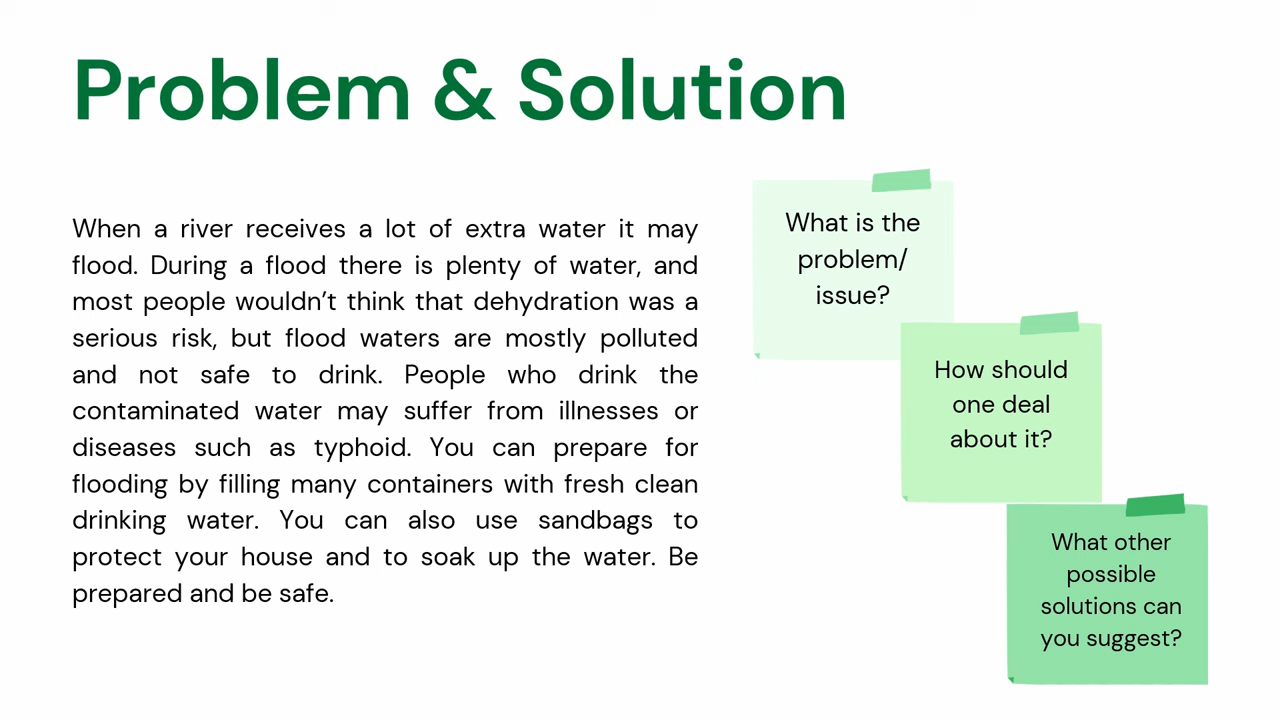 Problem & Solution
When a river receives a lot of extra water it may
flood. During a flood there is plenty of water, and
most people wouldn’t think that dehydration was a
serious risk, but flood waters are mostly polluted
and not safe to drink. People who drink the
contaminated water may suffer from illnesses or
diseases such as typhoid. You can prepare for
flooding by filling many containers with fresh clean
drinking water. You can also use sandbags to
protect your house and to soak up the water. Be
prepared and be safe.
What is the
problem/
issue?
How should
one deal
about it?
What other
possible
solutions can
you suggest?